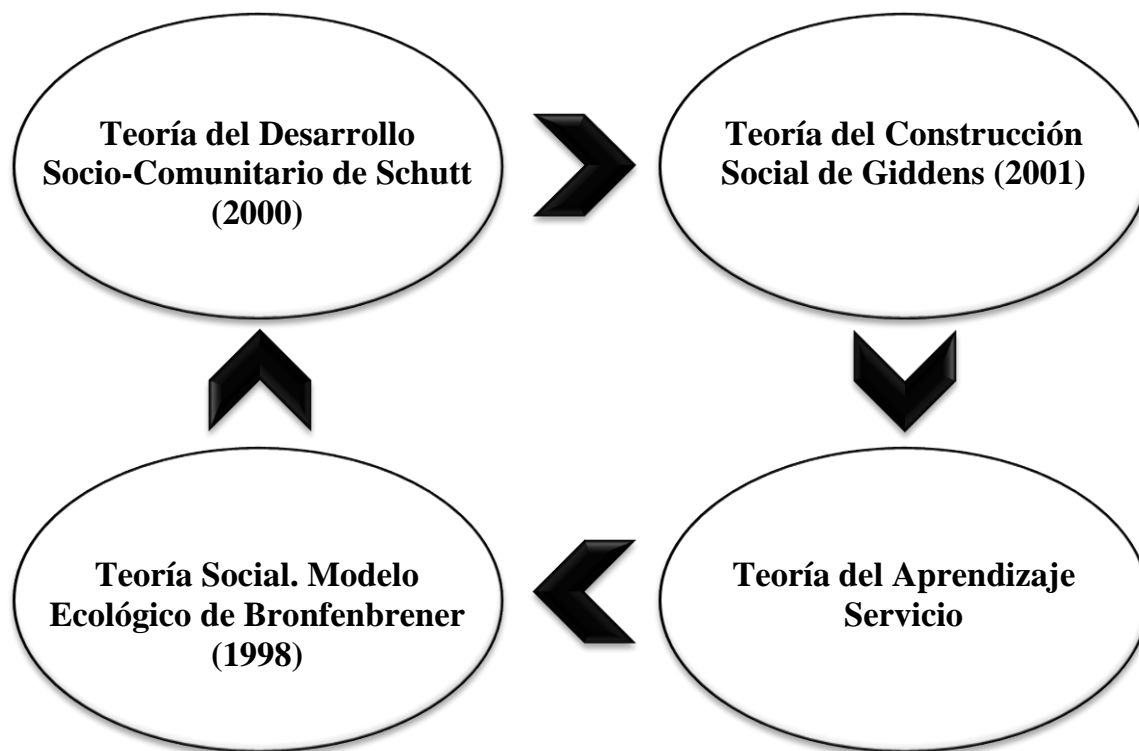 Teoría del Desarrollo
Socio-Comunitario de Schutt
(2000)
Teoría del Construcción
Social de Giddens (2001)
Teoría Social. Modelo
Ecológico de Bronfenbrener
(1998)
Teoría del Aprendizaje
Servicio